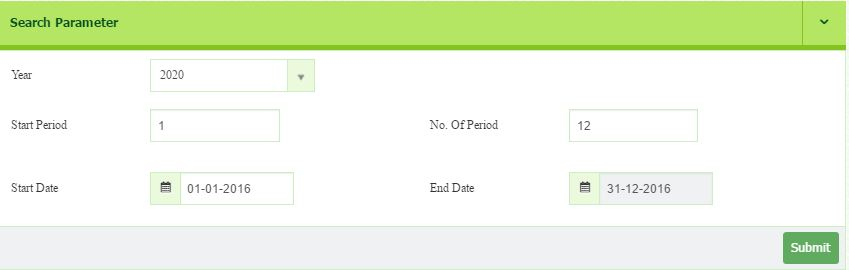 Search Parameter
Year 2020
Start Period 1 No. Of Period 12
Start Date 01-01-2016 End Date 31-12-2016
Submit